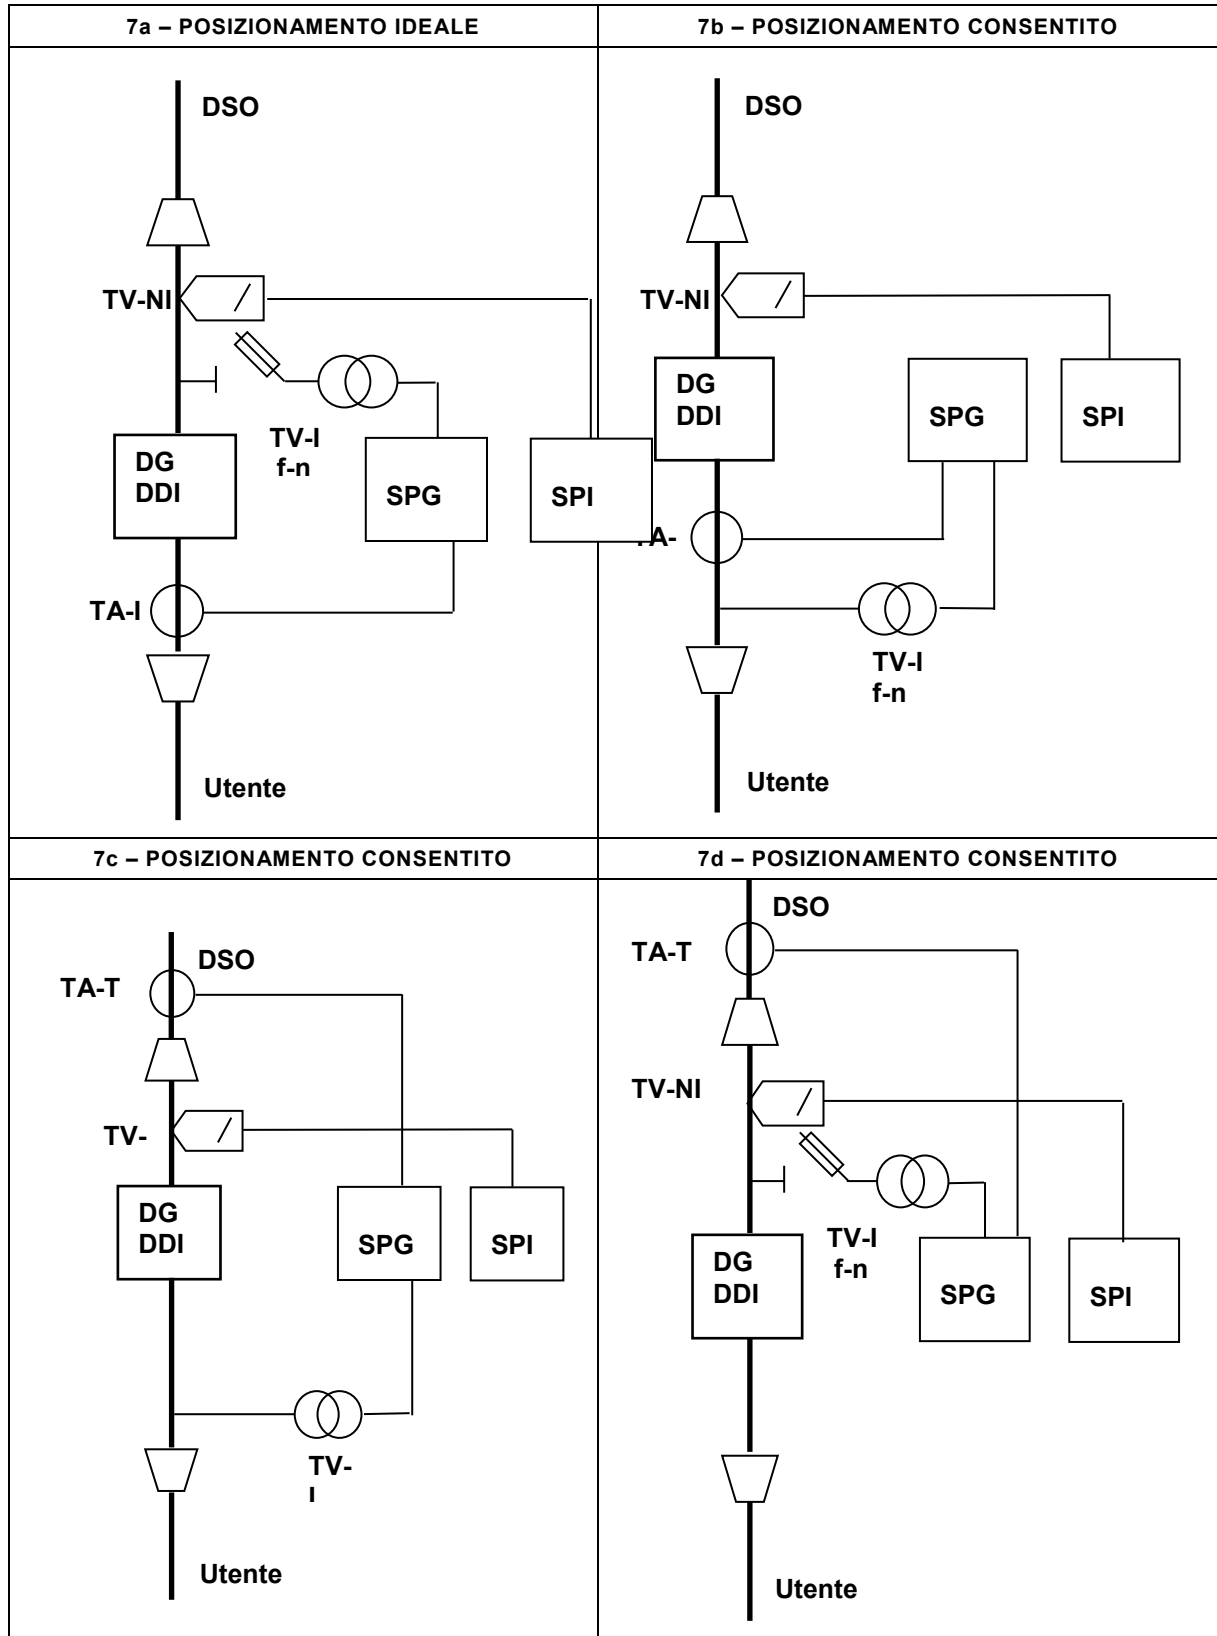 7a – POSIZIONAMENTO IDEALE
7b – POSIZIONAMENTO CONSENTITO
DSO
TV-NI
TV-I
f-n
DG
DDI
SPG
SPI
TA-I
Utente
DSO
TV-NI
DG
DDI
SPG
SPI
TA-
TV-I
f-n
Utente
7c – POSIZIONAMENTO CONSENTITO
7d – POSIZIONAMENTO CONSENTITO
DSO
TA-T
TV-
DG
DDI
SPG
SPI
TV-
Utente
DSO
TA-T
TV-NI
TV-I
f-n
DG
DDI
SPG
SPI
Utente